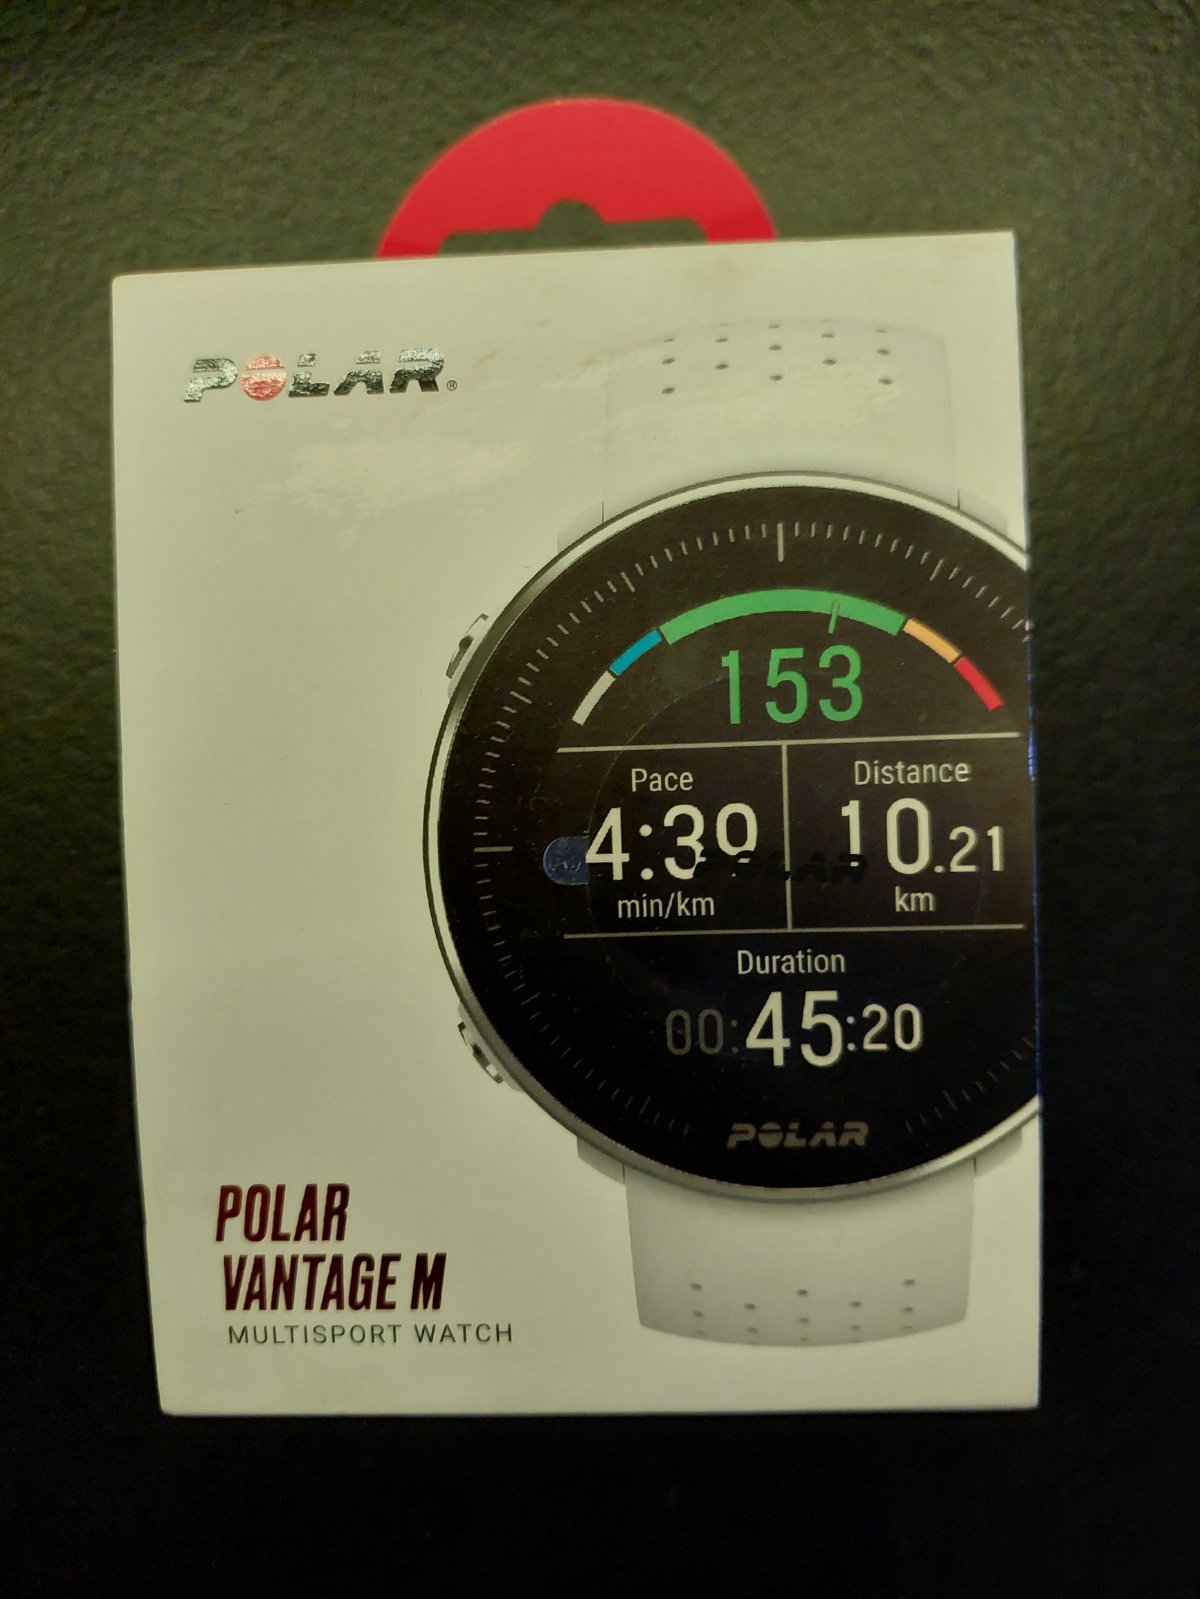 POLAR®
153
Pace
Distance
4:39
10.21
min/km
km
POLAR
Duration
00:45:20
POLAR
POLAR
VANTAGE M
MULTISPORT WATCH